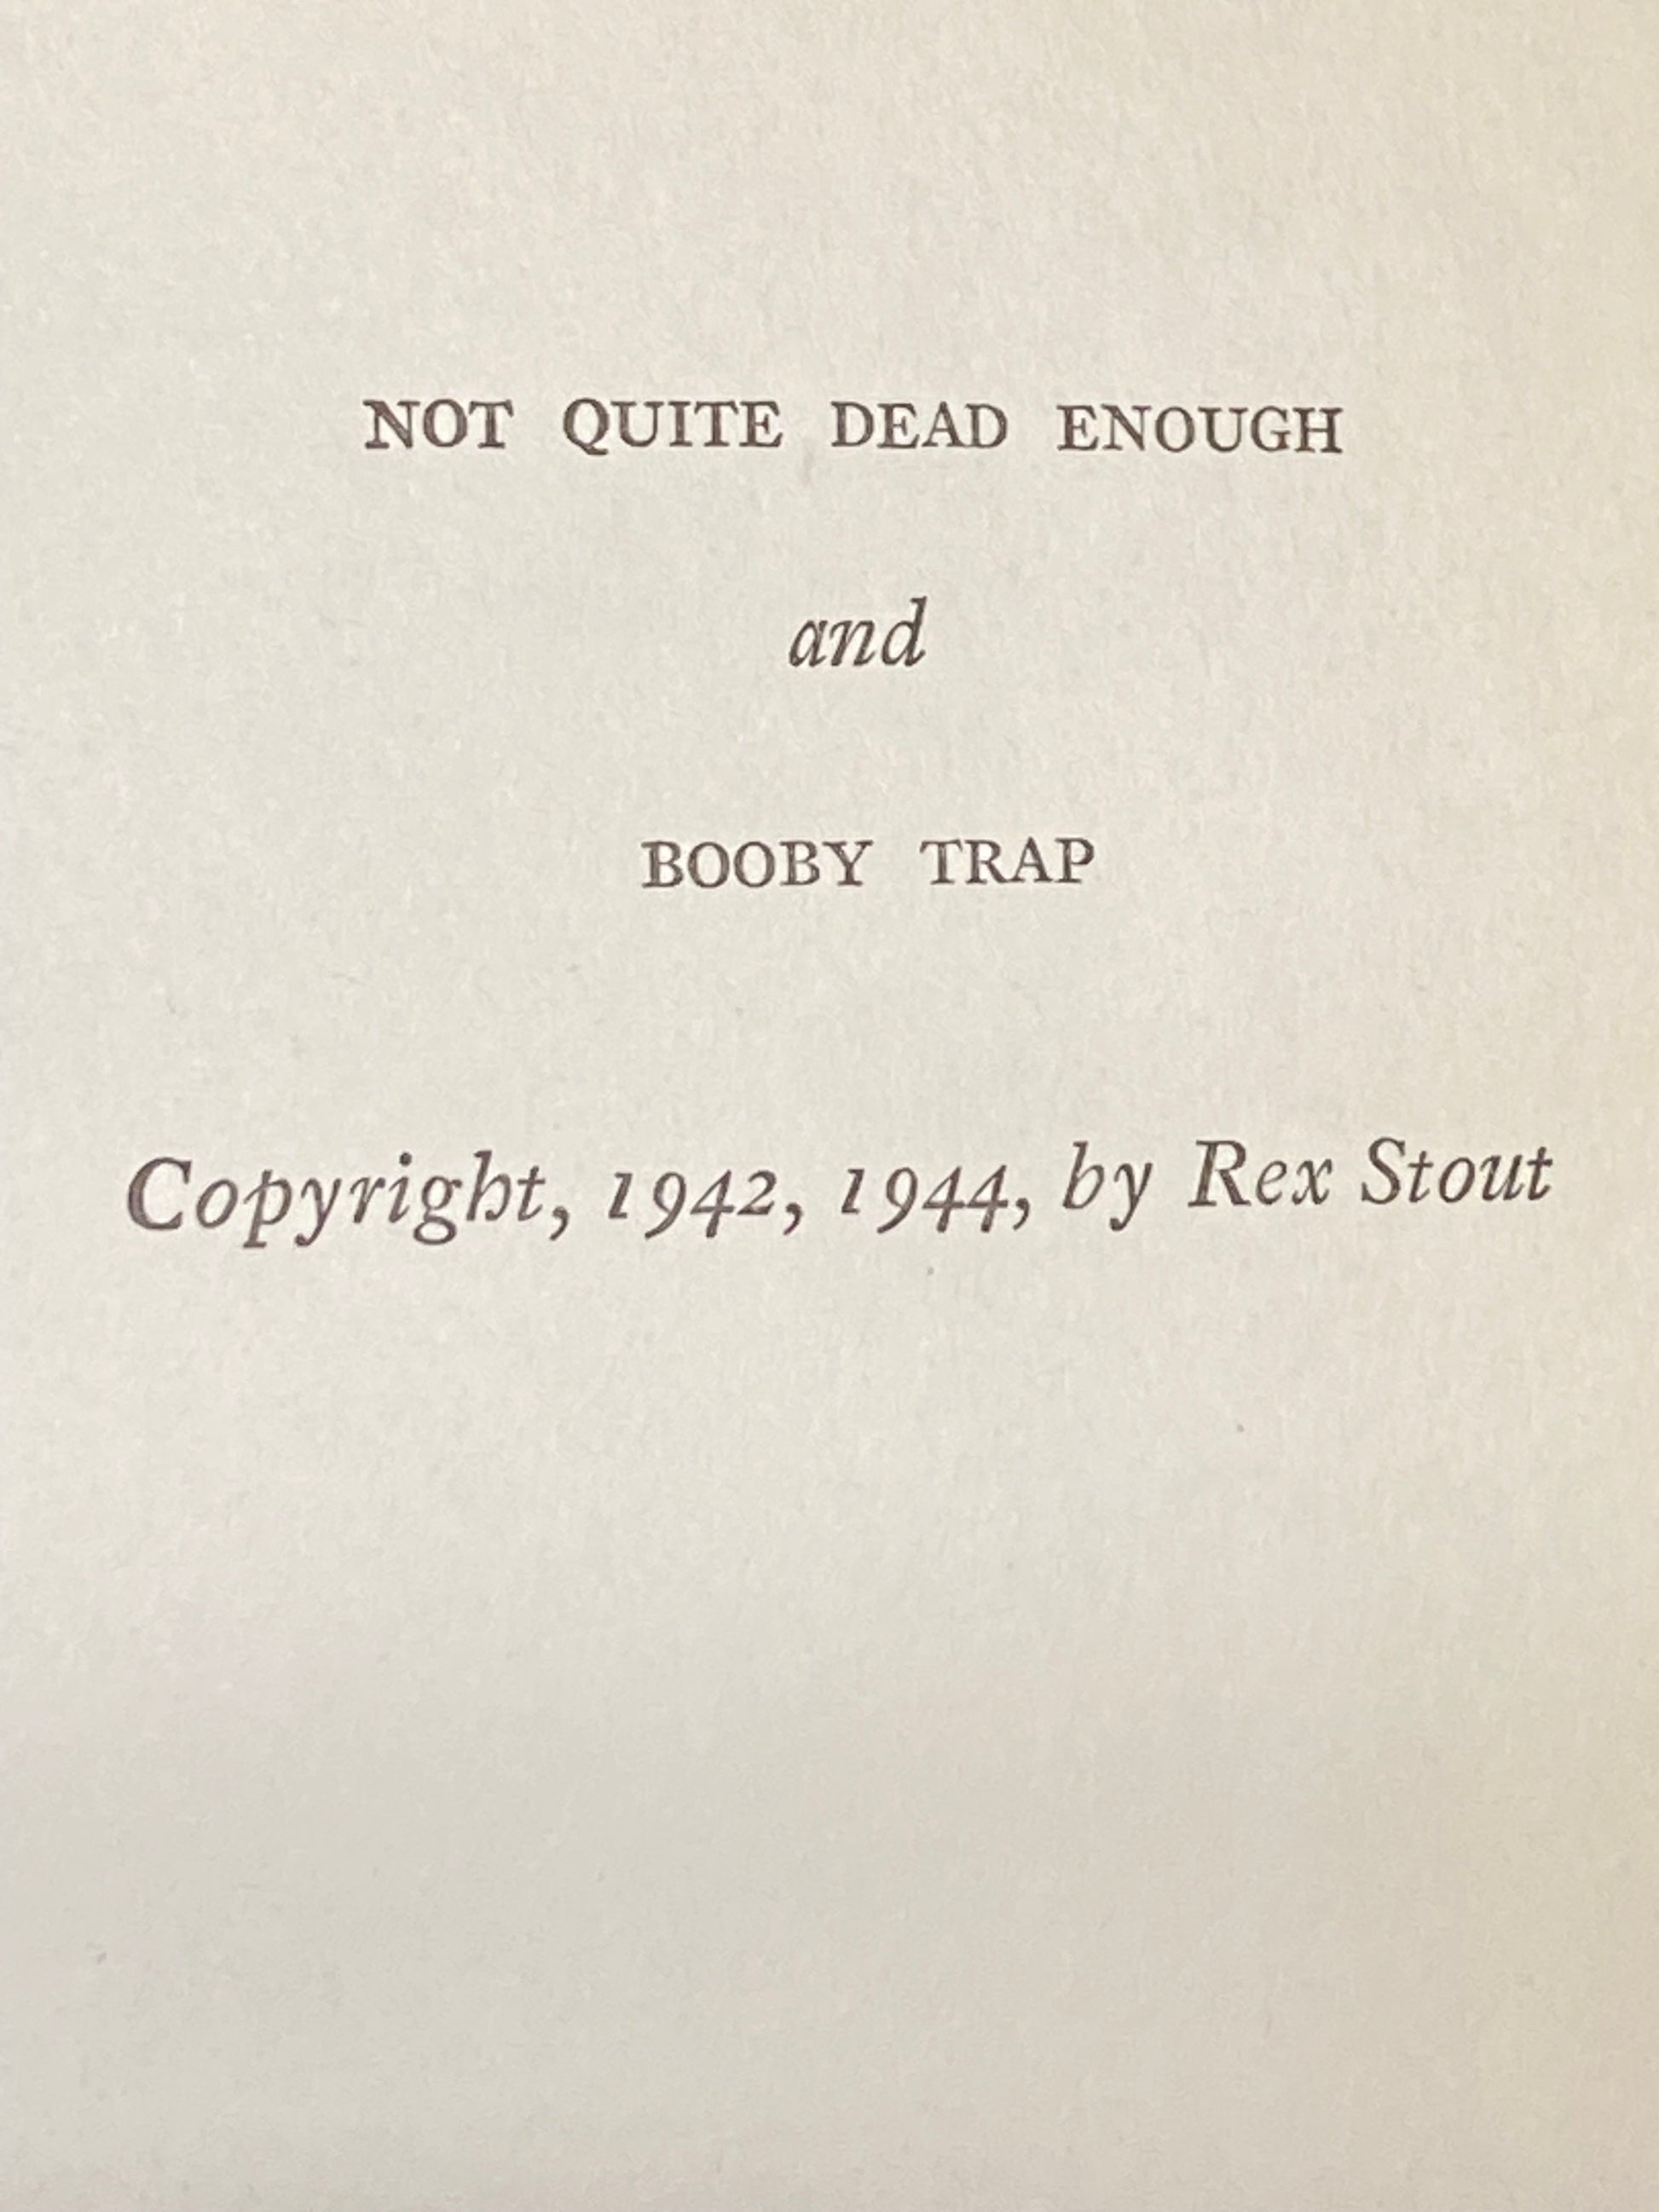 NOT QUITE DEAD ENOUGH
and
BOOBY TRAP
Copyright, 1942, 1944, by Rex Stout